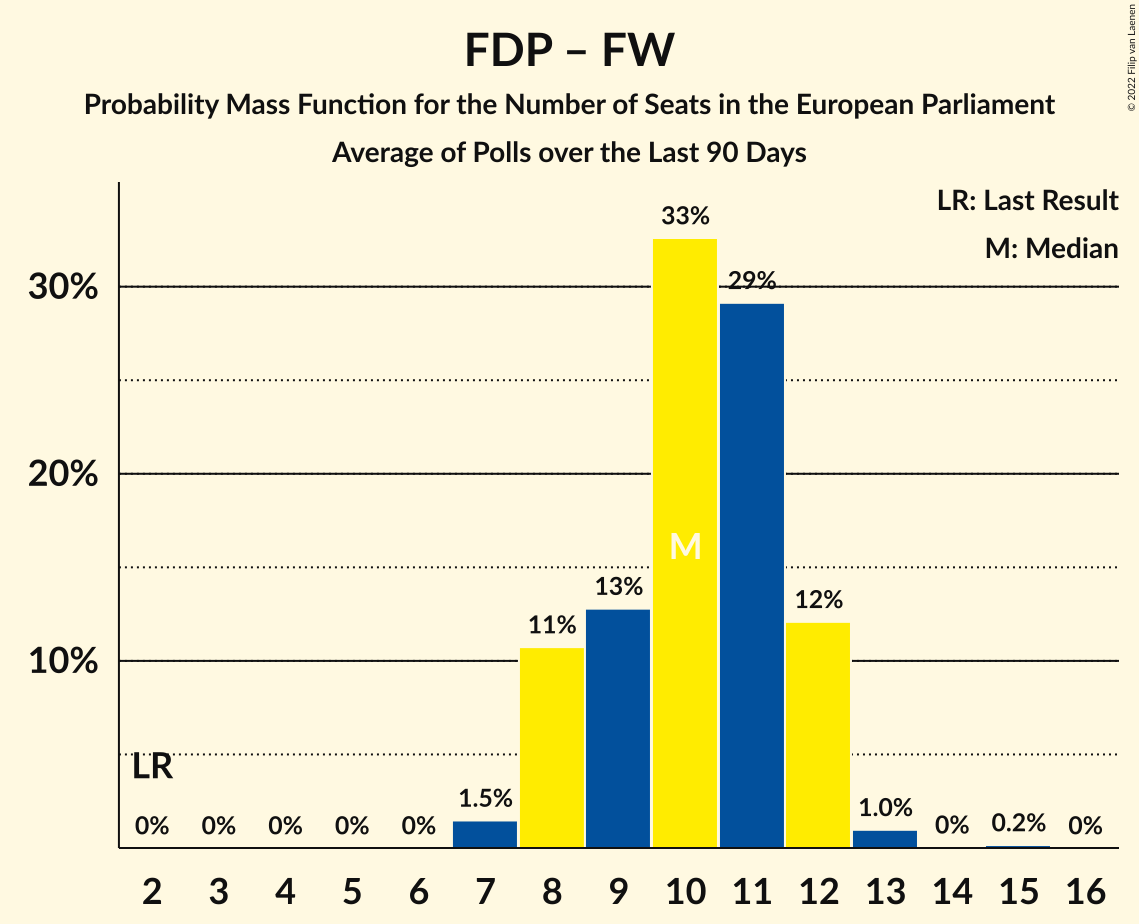 FDP – FW
Probability Mass Function for the Number of Seats in the European Parliament
Average of Polls over the Last 90 Days
© 2022 Filip van Laenen
LR: Last Result
M: Median
33%
29%
30%
20%
M
13%
12%
11%
10%
LR
1.5%
1.0%
0% 0% 0% 0% 0% 0% 0.2% 0%
2 3 4 5 6 7 8 9 10 11 12 13 14 15 16